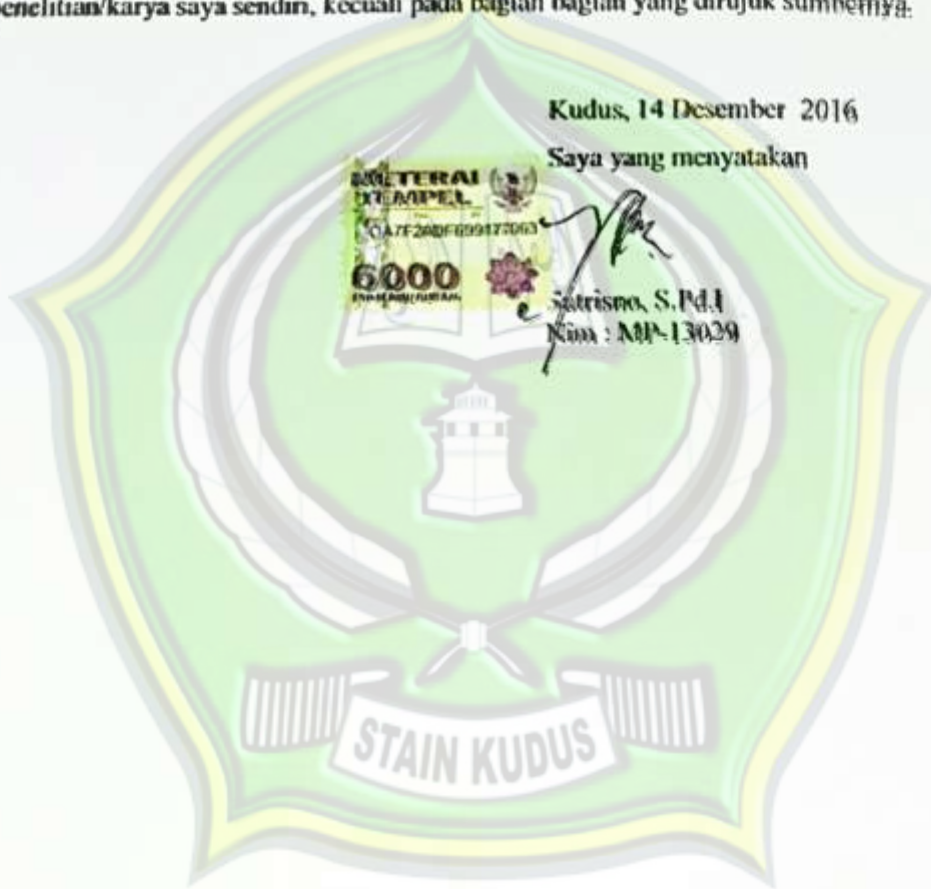 penelitian/karya saya sendiri, kecuali pada bagian bagian yang dirujuk sumbernya.
Kudus, 14 Desember 2016
Saya yang menyatakan
METERAI
TEMPEL
6000
Sutrisno, S.Pd.I
Nim : MP-13029
STAIN KUDUS